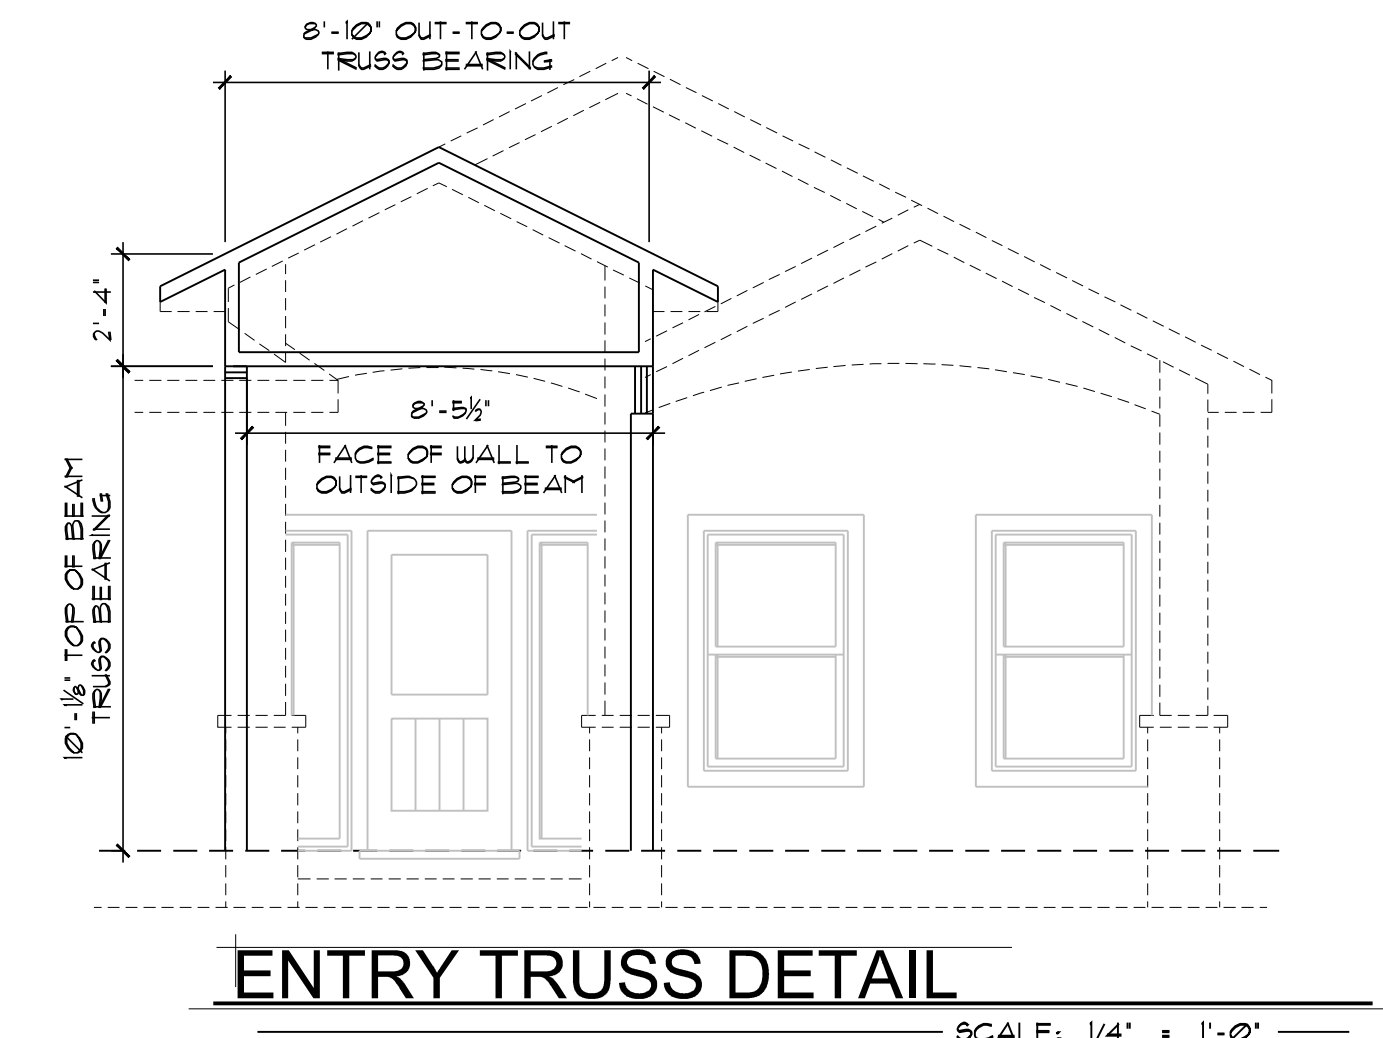 8'-10" OUT-TO-OUT
TRUSS BEARING
2'-4"
8'-5½"
FACE OF WALL TO
OUTSIDE OF BEAM
10'-1⅛" TOP OF BEAM
TRUSS BEARING
ENTRY TRUSS DETAIL
SCALE: 1/4" = 1'-0"